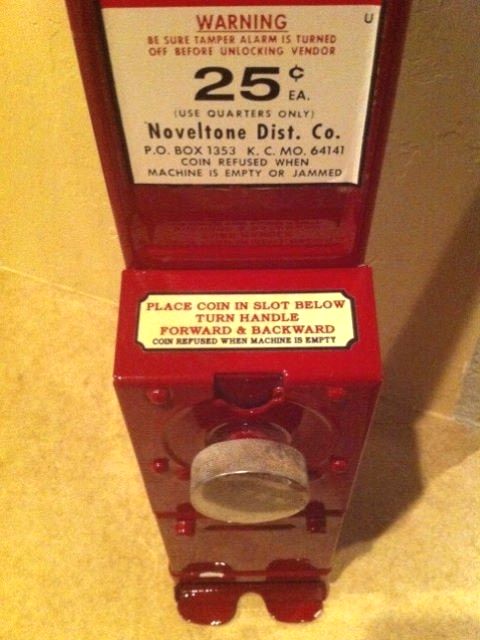 WARNING
U
BE SURE TAMPER ALARM IS TURNED
OFF BEFORE UNLOCKING VENDOR
25¢ EA.
(USE QUARTERS ONLY)
Noveltone Dist. Co.
P.O. BOX 1353 K. C. MO. 64141
COIN REFUSED WHEN
MACHINE IS EMPTY OR JAMMED
PLACE COIN IN SLOT BELOW
TURN HANDLE
FORWARD & BACKWARD
COIN REFUSED WHEN MACHINE IS EMPTY